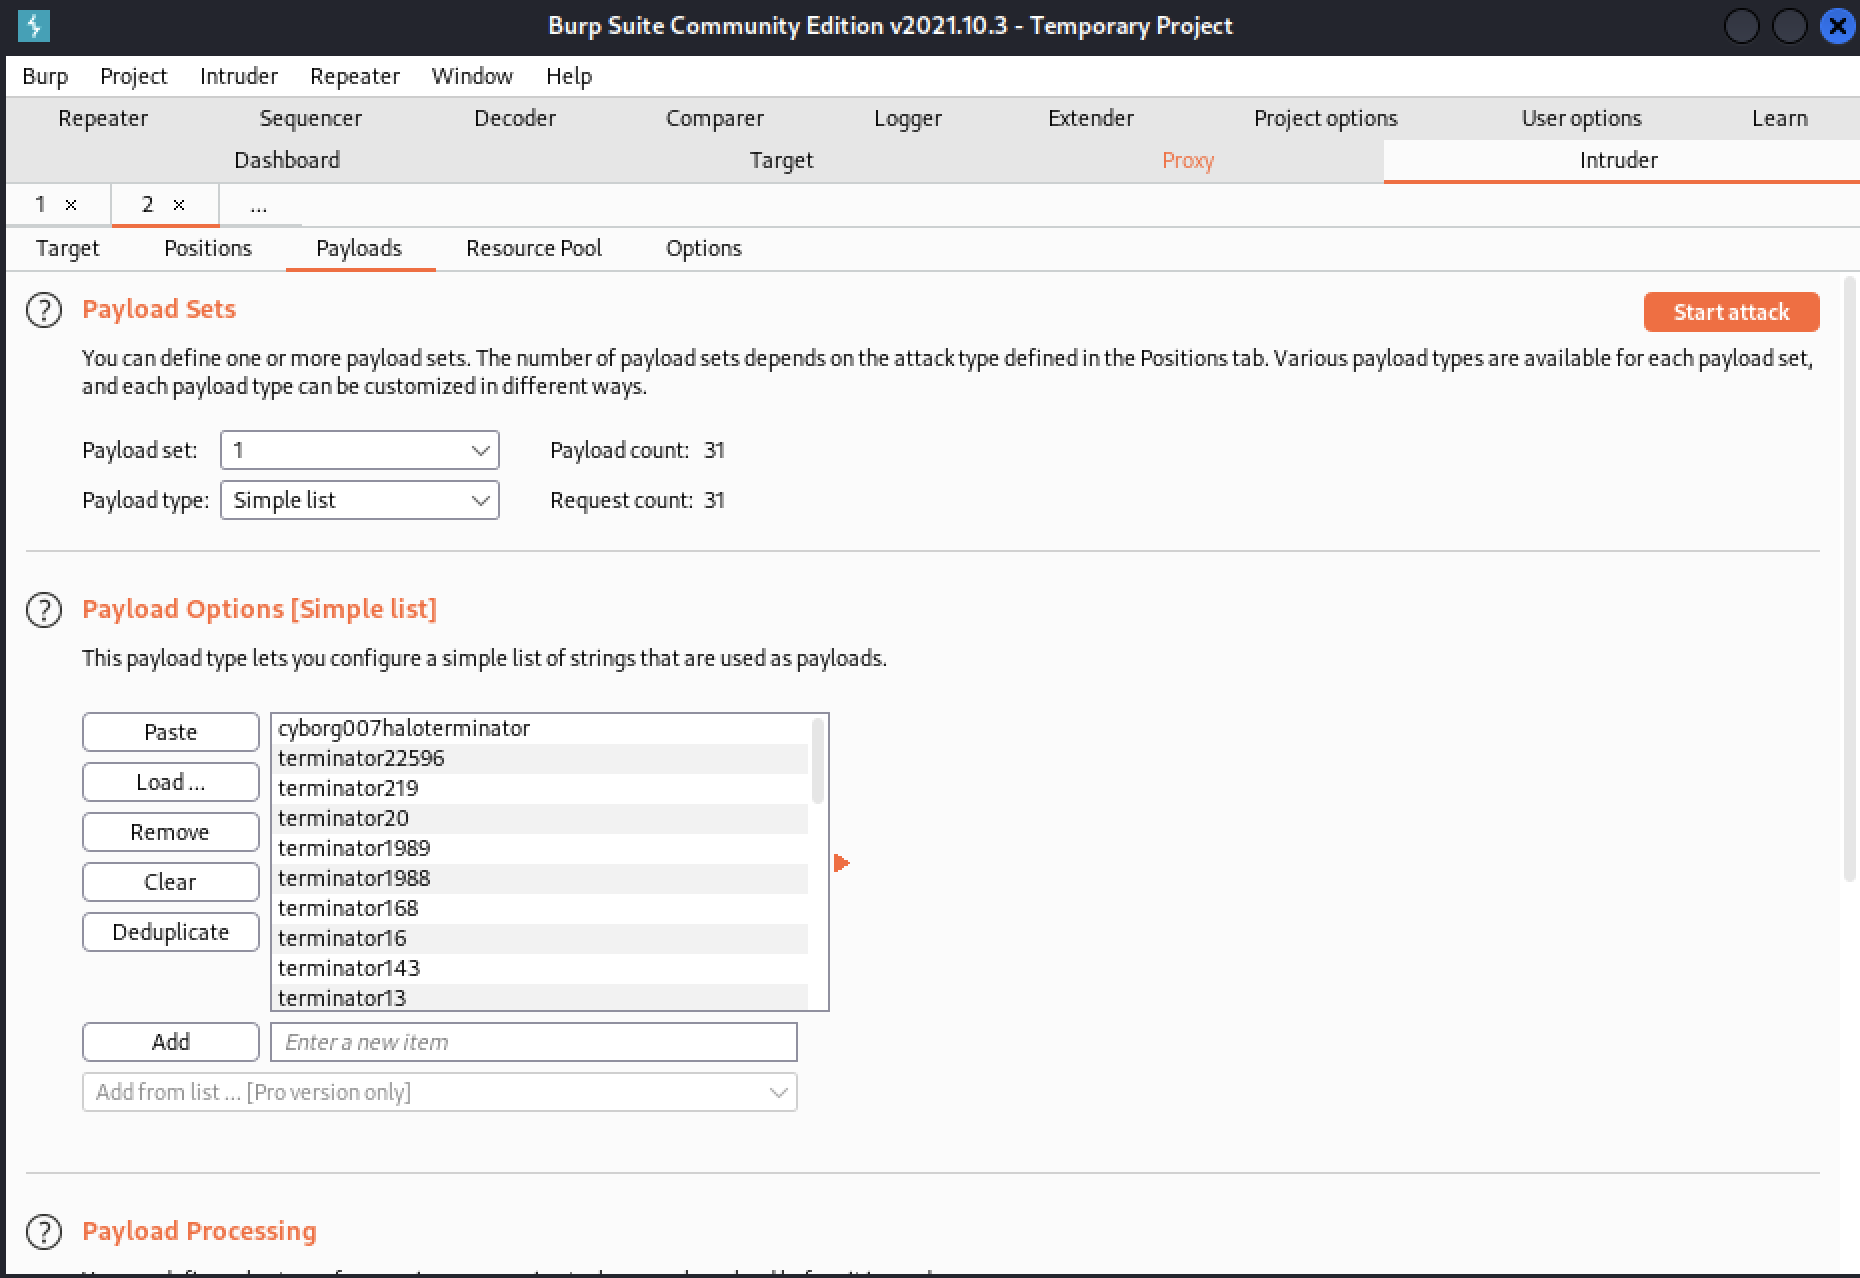 Burp Suite Community Edition v2021.10.3 - Temporary Project
Burp Project Intruder Repeater Window Help
Repeater Sequencer Decoder Comparer Logger Extender Project options User options Learn
Dashboard Target Proxy Intruder
1 × 2 × ...
Target Positions Payloads Resource Pool Options
? Payload Sets
Start attack
You can define one or more payload sets. The number of payload sets depends on the attack type defined in the Positions tab. Various payload types are available for each payload set,
and each payload type can be customized in different ways.
Payload set: 1 Payload count: 31
Payload type: Simple list Request count: 31
? Payload Options [Simple list]
This payload type lets you configure a simple list of strings that are used as payloads.
Paste
Load ...
Remove
Clear
Deduplicate
cyborg007haloterminator
terminator22596
terminator219
terminator20
terminator1989
terminator1988
terminator168
terminator16
terminator143
terminator13
Add Enter a new item
Add from list ... [Pro version only]
? Payload Processing